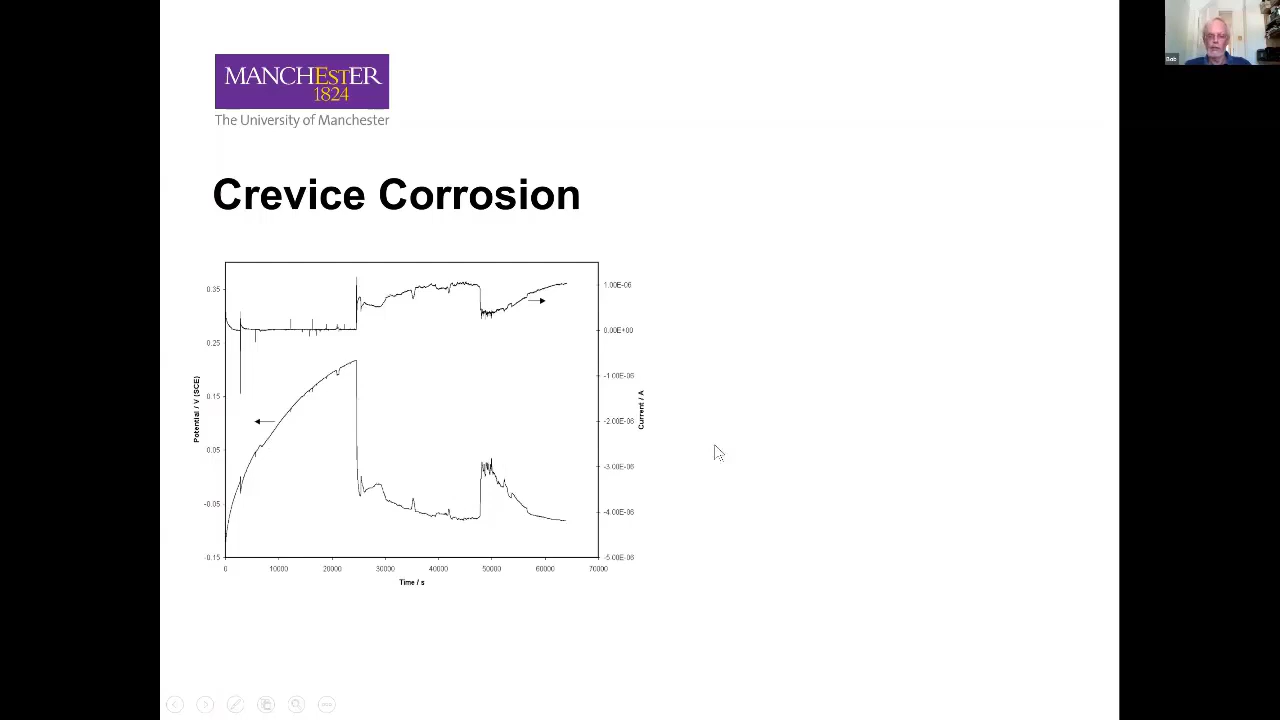 Bob
MANCHESTER
1824
The University of Manchester
Crevice Corrosion
0.35
0.25
0.15
0.05
-0.05
-0.15
Potential / V (SCE)
1.00E-06
0.00E+00
-1.00E-06
-2.00E-06
-3.00E-06
-4.00E-06
-5.00E-06
Current / A
0 10000 20000 30000 40000 50000 60000 70000
Time / s